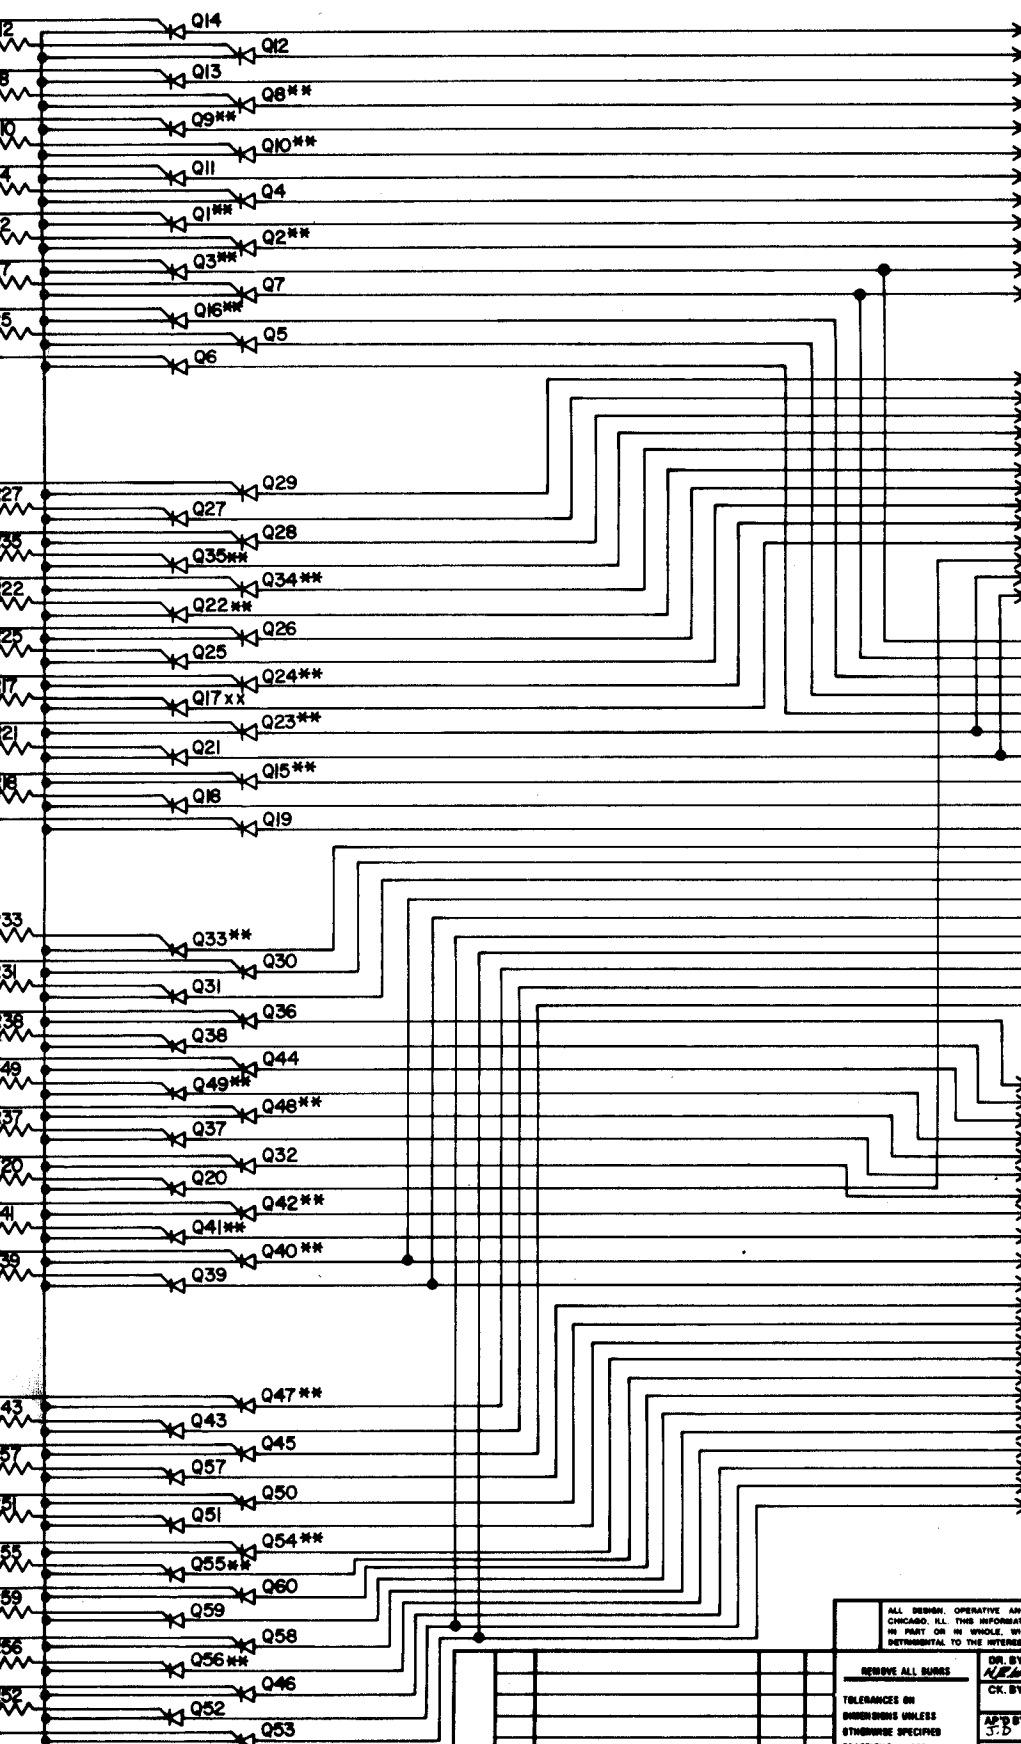 12
Q14
Q12
8
Q13
Q8**
10
Q9**
Q10**
4
Q11
Q4
2
Q1**
Q2**
7
Q3**
Q7
5
Q16**
Q5
Q6
27
Q29
Q27
35
Q28
Q35**
22
Q34**
Q22**
25
Q26
Q25
17
Q24**
Q17xx
21
Q23**
Q21
18
Q15**
Q18
Q19
33
Q33**
31
Q30
Q31
38
Q36
Q38
49
Q44
Q49**
37
Q48**
Q37
20
Q32
Q20
41
Q42**
Q41**
39
Q40**
Q39
43
Q47**
Q43
57
Q45
Q57
51
Q50
Q51
55
Q54**
Q55**
59
Q60
Q59
56
Q58
Q56**
52
Q46
Q52
Q53
ALL DESIGN, OPERATIVE AN
CHICAGO, ILL. THIS INFORMAT
IN PART OR IN WHOLE, WI
DETRIMENTAL TO THE INTERES
REMOVE ALL BURRS
DR. BY
CK. BY
TOLERANCES ON
DIMENSIONS UNLESS
OTHERWISE SPECIFIED
AP'D BY
J.D